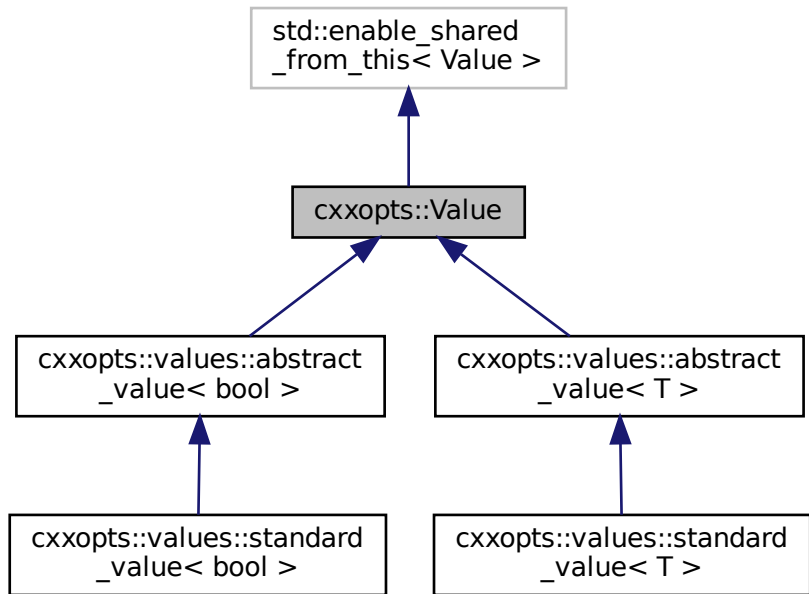 std::enable_shared
_from_this< Value >
cxxopts::Value
cxxopts::values::abstract
_value< bool >
cxxopts::values::abstract
_value< T >
cxxopts::values::standard
_value< bool >
cxxopts::values::standard
_value< T >